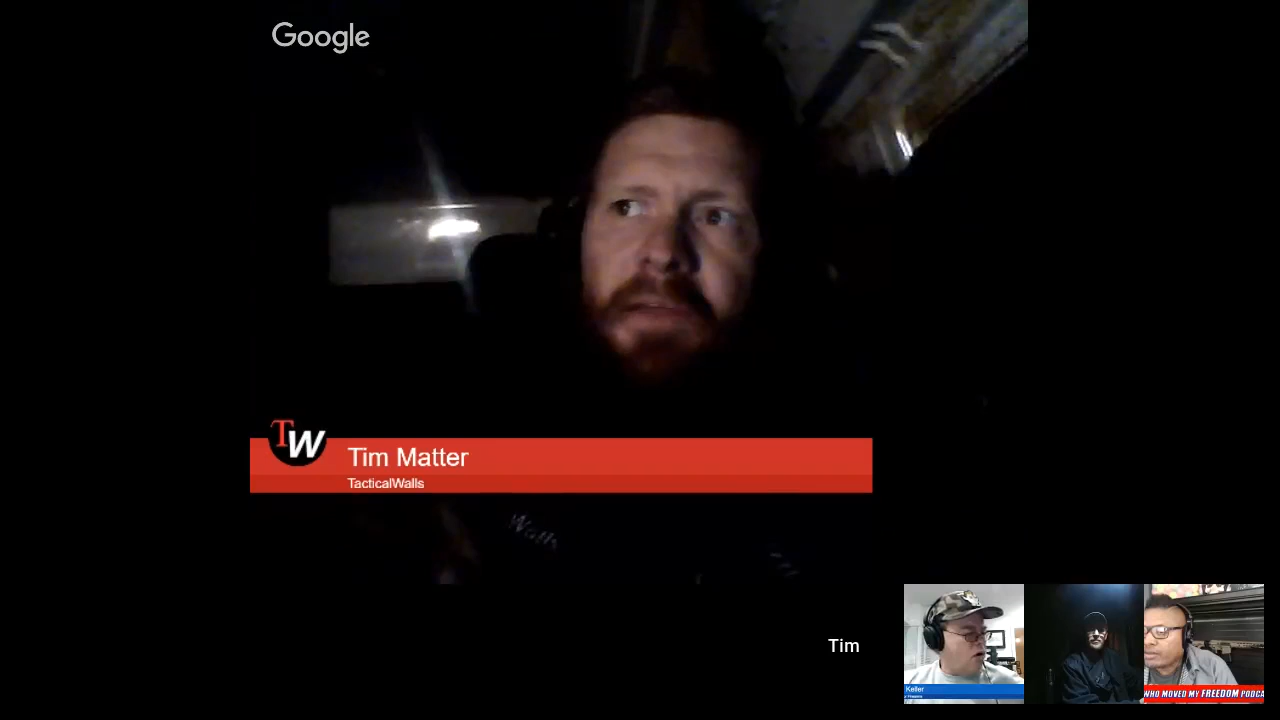 Google
TW
Tim Matter
TacticalWalls
Tim
Keller
WHO MOVED MY FREEDOM PODCA